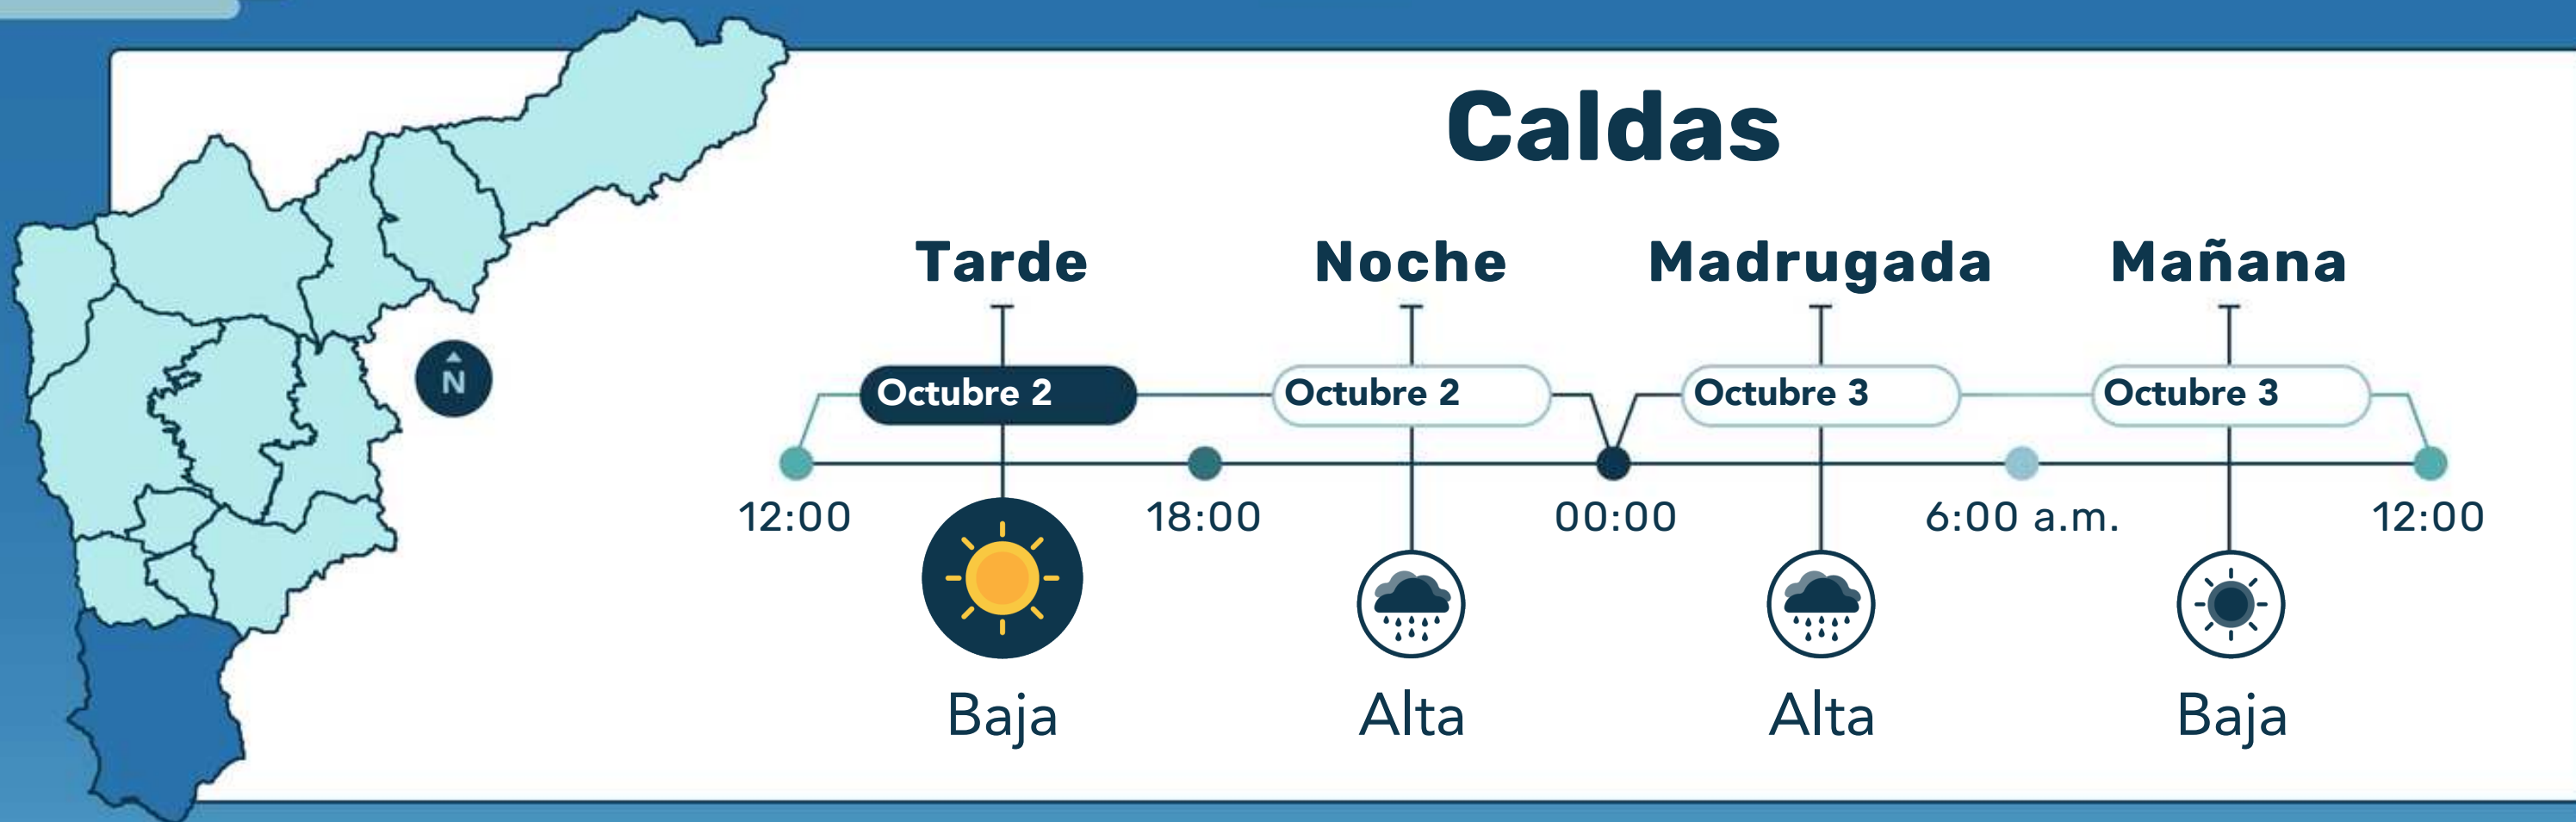 Caldas
Tarde Noche Madrugada Mañana
Octubre 2 Octubre 2 Octubre 3 Octubre 3
N
12:00 18:00 00:00 6:00 a.m. 12:00
Baja Alta Alta Baja